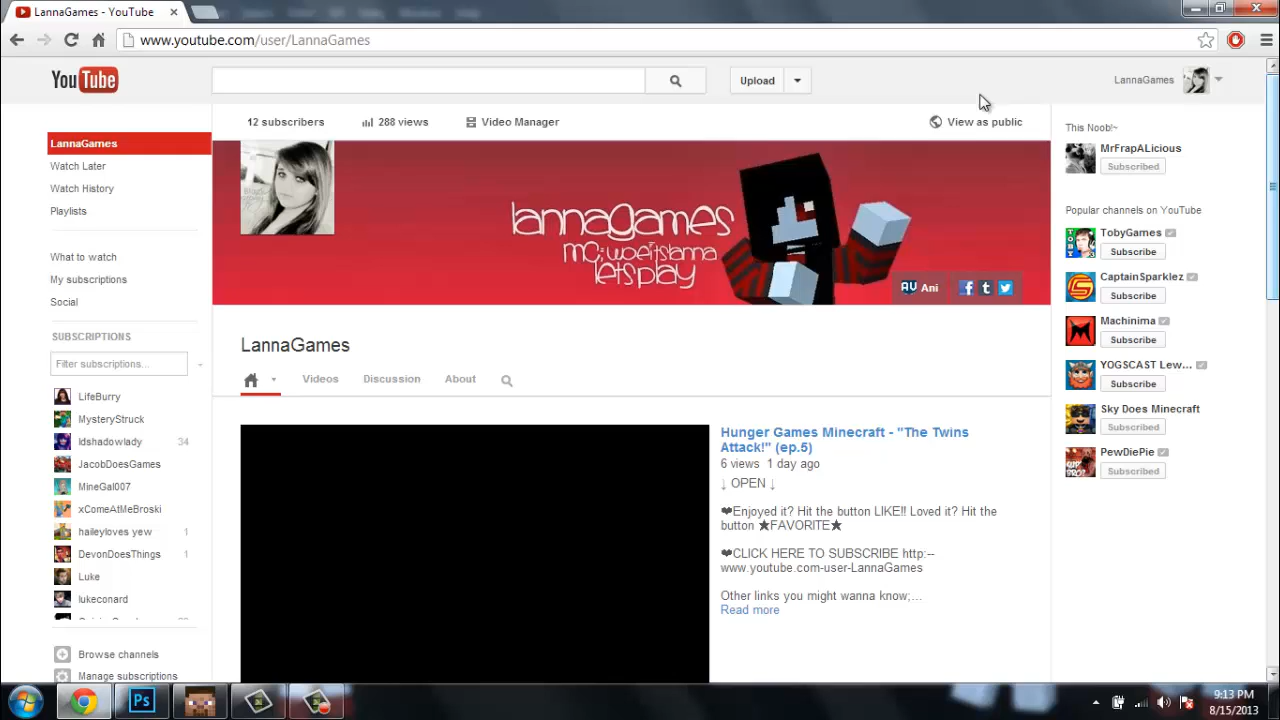 LannaGames - YouTube
www.youtube.com/user/LannaGames
YouTube
Upload
LannaGames
12 subscribers
288 views
Video Manager
View as public
LannaGames
Watch Later
Watch History
Playlists
What to watch
My subscriptions
Social
SUBSCRIPTIONS
Filter subscriptions...
LifeBurry
MysteryStruck
ldshadowlady 34
JacobDoesGames
MineGal007
xComeAtMeBroski
haileyloves yew 1
DevonDoesThings 1
Luke
lukeconard
Browse channels
Manage subscriptions
lannagames
mc;woeitslanna
letsplay
Ani
LannaGames
Videos
Discussion
About
Hunger Games Minecraft - "The Twins
Attack!" (ep.5)
6 views 1 day ago
↓ OPEN ↓
❤Enjoyed it? Hit the button LIKE!! Loved it? Hit the
button ★FAVORITE★
❤CLICK HERE TO SUBSCRIBE http:--
www.youtube.com-user-LannaGames
Other links you might wanna know;...
Read more
This Noob!~
MrFrapALicious
Subscribed
Popular channels on YouTube
TobyGames
Subscribe
CaptainSparklez
Subscribe
Machinima
Subscribe
YOGSCAST Lew...
Subscribe
Sky Does Minecraft
Subscribed
PewDiePie
Subscribed
Ps
9:13 PM
8/15/2013